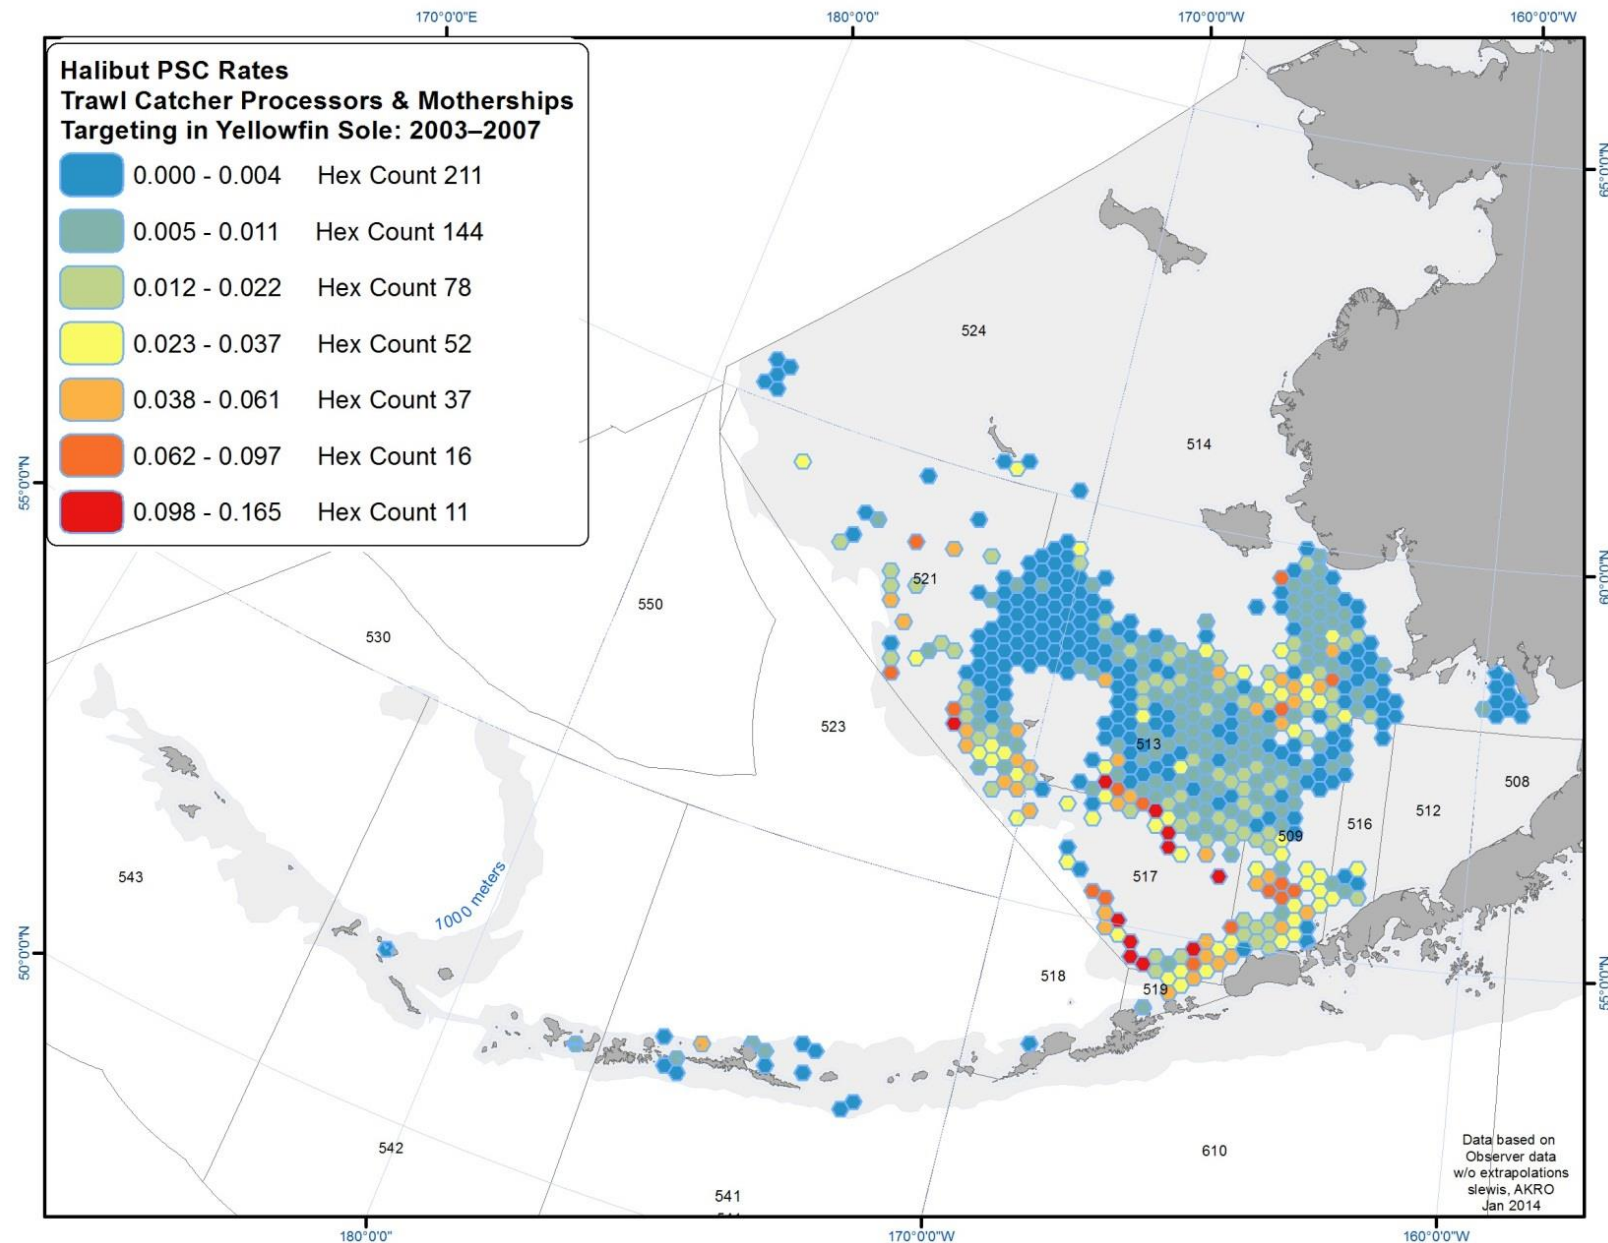 170°0'0"E
180°0'0"
170°0'0"W
160°0'0"W
Halibut PSC Rates
Trawl Catcher Processors & Motherships
Targeting in Yellowfin Sole: 2003–2007
0.000 - 0.004 Hex Count 211
0.005 - 0.011 Hex Count 144
0.012 - 0.022 Hex Count 78
0.023 - 0.037 Hex Count 52
0.038 - 0.061 Hex Count 37
0.062 - 0.097 Hex Count 16
0.098 - 0.165 Hex Count 11
65°0'0"N
524
514
55°0'0"N
521
60°0'0"N
550
530
523
513
508
512
516
509
543
517
1000 meters
50°0'0"N
518
519
55°0'0"N
542
610
541
Data based on
Observer data
w/o extrapolations
slewis, AKRO
Jan 2014
180°0'0"
170°0'0"W
160°0'0"W